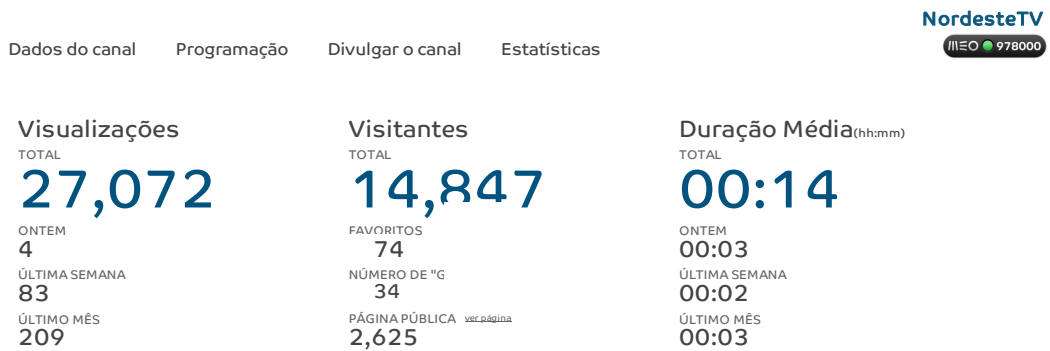 NordesteTV
Dados do canal Programação Divulgar o canal Estatísticas
MEO 978000
Visualizações
TOTAL
27,072
ONTEM
4
ÚLTIMA SEMANA
83
ÚLTIMO MÊS
209
Visitantes
TOTAL
14,847
FAVORITOS
74
NÚMERO DE "G
34
PÁGINA PÚBLICA ver página
2,625
Duração Média(hh:mm)
TOTAL
00:14
ONTEM
00:03
ÚLTIMA SEMANA
00:02
ÚLTIMO MÊS
00:03